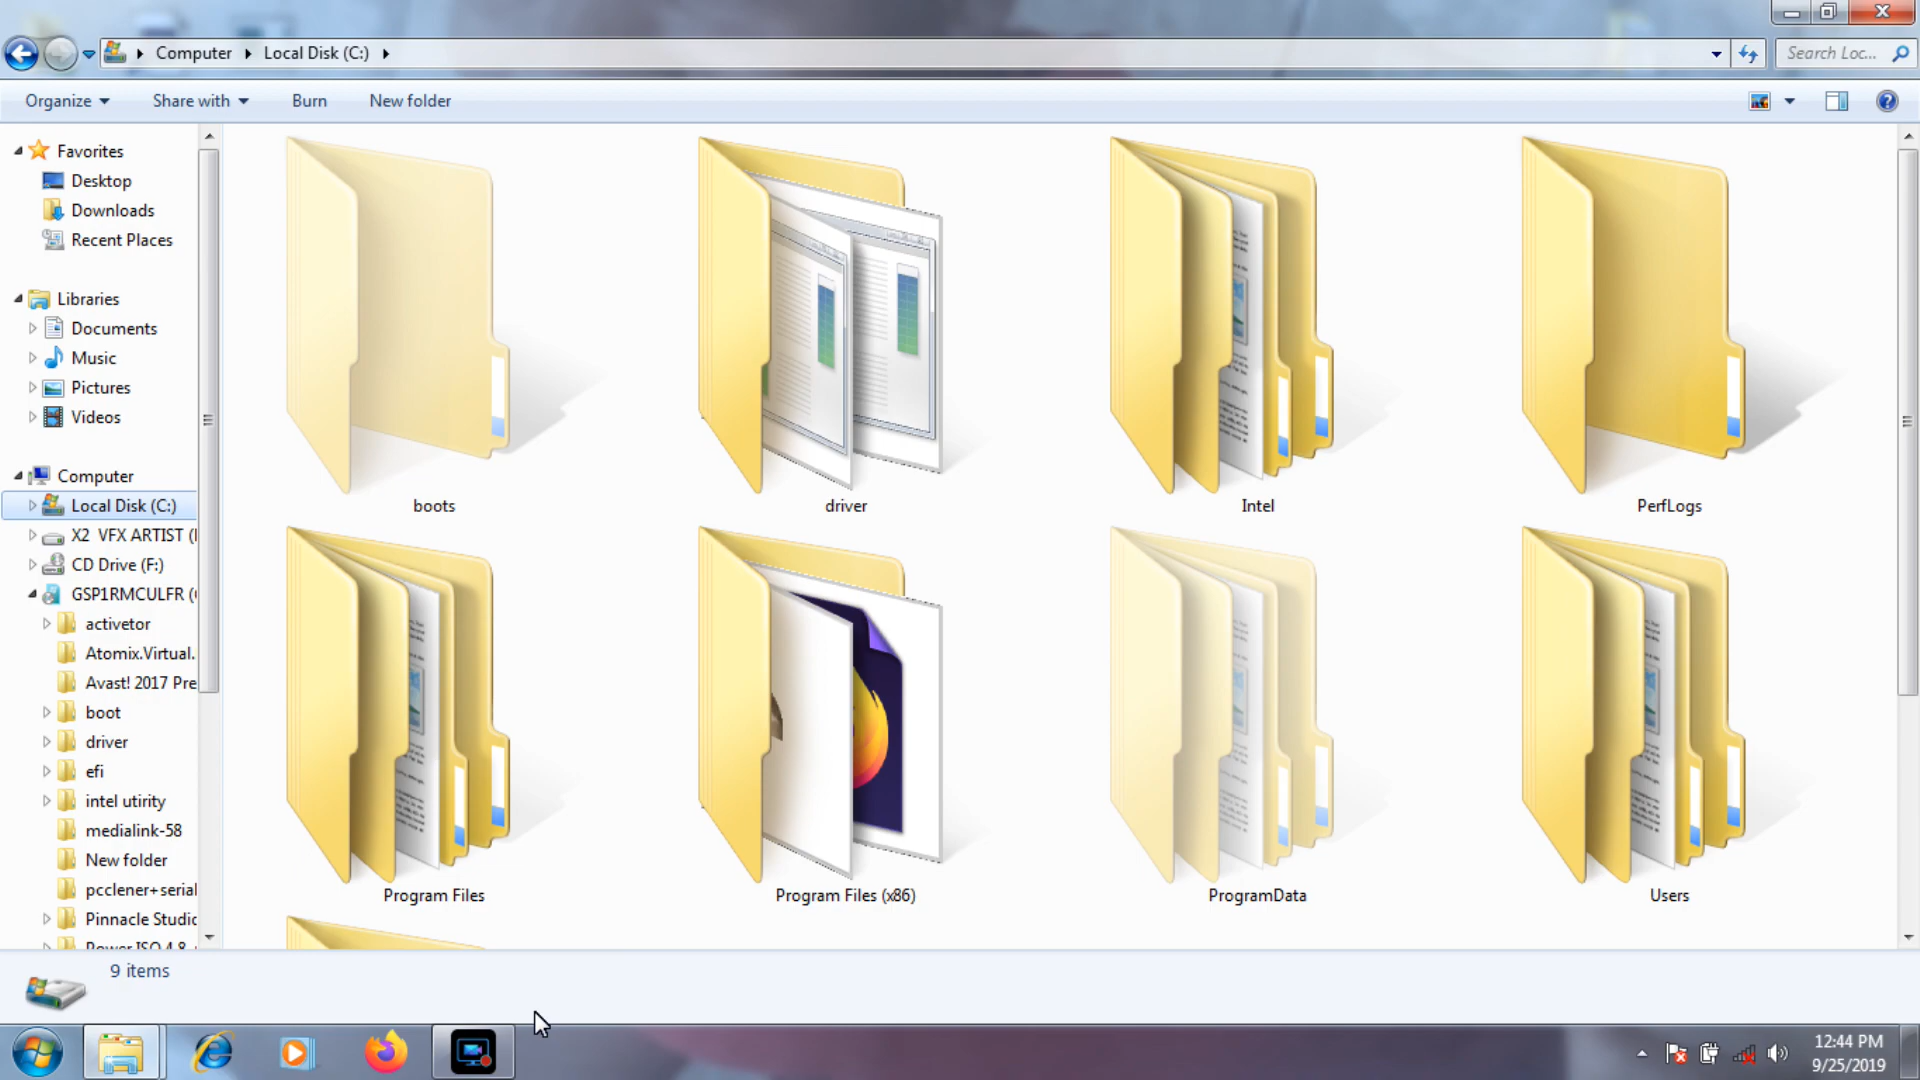 Computer
Local Disk (C:)
Search Loc...
Organize
Share with
Burn
New folder
Favorites
Desktop
Downloads
Recent Places
Libraries
Documents
Music
Pictures
Videos
Computer
Local Disk (C:)
X2 VFX ARTIST (
CD Drive (F:)
GSP1RMCULFR (
activetor
Atomix.Virtual.
Avast! 2017 Pre
boot
driver
efi
intel utirity
medialink-58
New folder
pcclener+serial
Pinnacle Studio
Power ISO 4.8
boots
driver
Intel
PerfLogs
Program Files
Program Files (x86)
ProgramData
Users
9 items
12:44 PM
9/25/2019